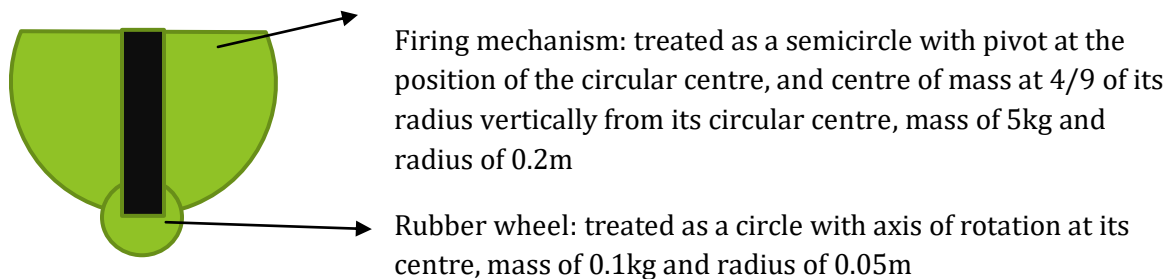 Firing mechanism: treated as a semicircle with pivot at the
position of the circular centre, and centre of mass at 4/9 of its
radius vertically from its circular centre, mass of 5kg and
radius of 0.2m
Rubber wheel: treated as a circle with axis of rotation at its
centre, mass of 0.1kg and radius of 0.05m